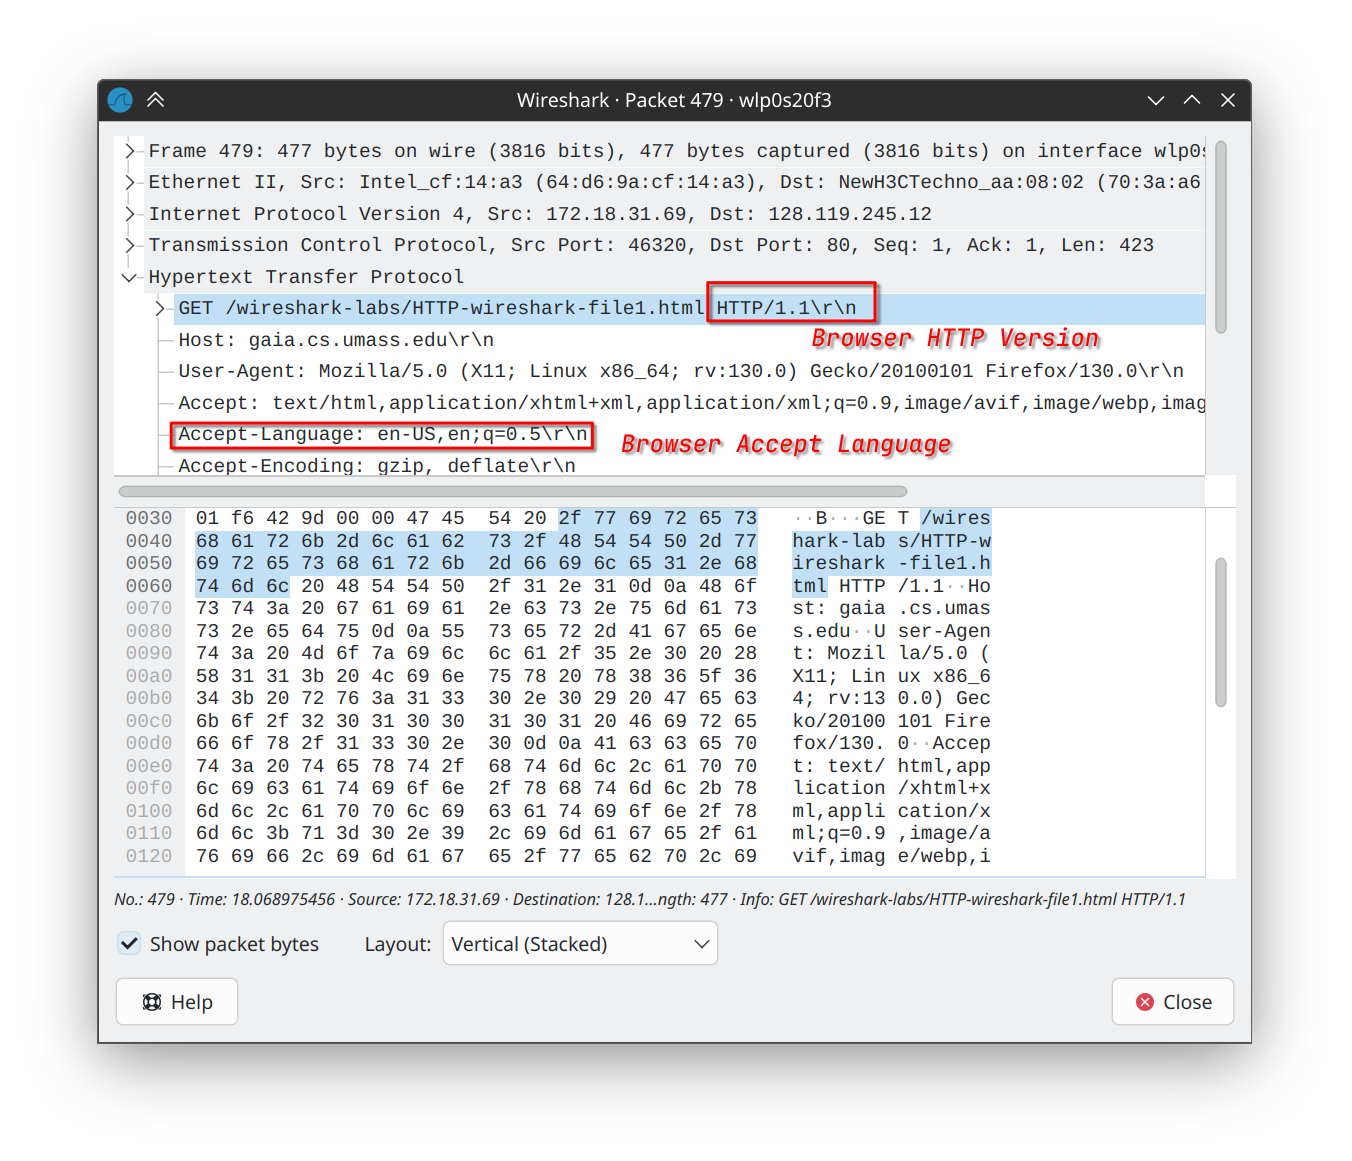 Wireshark · Packet 479 · wlp0s20f3
Frame 479: 477 bytes on wire (3816 bits), 477 bytes captured (3816 bits) on interface wlp0s
Ethernet II, Src: Intel_cf:14:a3 (64:d6:9a:cf:14:a3), Dst: NewH3CTechno_aa:08:02 (70:3a:a6
Internet Protocol Version 4, Src: 172.18.31.69, Dst: 128.119.245.12
Transmission Control Protocol, Src Port: 46320, Dst Port: 80, Seq: 1, Ack: 1, Len: 423
Hypertext Transfer Protocol
GET /wireshark-labs/HTTP-wireshark-file1.html HTTP/1.1\r\n
Browser HTTP Version
Host: gaia.cs.umass.edu\r\n
User-Agent: Mozilla/5.0 (X11; Linux x86_64; rv:130.0) Gecko/20100101 Firefox/130.0\r\n
Accept: text/html,application/xhtml+xml,application/xml;q=0.9,image/avif,image/webp,imag
Accept-Language: en-US,en;q=0.5\r\n
Browser Accept Language
Accept-Encoding: gzip, deflate\r\n
0030 01 f6 42 9d 00 00 47 45 54 20 2f 77 69 72 65 73 ··B···GE T /wires
0040 68 61 72 6b 2d 6c 61 62 73 2f 48 54 54 50 2d 77 hark-lab s/HTTP-w
0050 69 72 65 73 68 61 72 6b 2d 66 69 6c 65 31 2e 68 ireshark -file1.h
0060 74 6d 6c 20 48 54 54 50 2f 31 2e 31 0d 0a 48 6f tml HTTP /1.1··Ho
0070 73 74 3a 20 67 61 69 61 2e 63 73 2e 75 6d 61 73 st: gaia .cs.umas
0080 73 2e 65 64 75 0d 0a 55 73 65 72 2d 41 67 65 6e s.edu··U ser-Agen
0090 74 3a 20 4d 6f 7a 69 6c 6c 61 2f 35 2e 30 20 28 t: Mozil la/5.0 (
00a0 58 31 31 3b 20 4c 69 6e 75 78 20 78 38 36 5f 36 X11; Lin ux x86_6
00b0 34 3b 20 72 76 3a 31 33 30 2e 30 29 20 47 65 63 4; rv:13 0.0) Gec
00c0 6b 6f 2f 32 30 31 30 30 31 30 31 20 46 69 72 65 ko/20100 101 Fire
00d0 66 6f 78 2f 31 33 30 2e 30 0d 0a 41 63 63 65 70 fox/130. 0··Accep
00e0 74 3a 20 74 65 78 74 2f 68 74 6d 6c 2c 61 70 70 t: text/ html,app
00f0 6c 69 63 61 74 69 6f 6e 2f 78 68 74 6d 6c 2b 78 lication /xhtml+x
0100 6d 6c 2c 61 70 70 6c 69 63 61 74 69 6f 6e 2f 78 ml,appli cation/x
0110 6d 6c 3b 71 3d 30 2e 39 2c 69 6d 61 67 65 2f 61 ml;q=0.9 ,image/a
0120 76 69 66 2c 69 6d 61 67 65 2f 77 65 62 70 2c 69 vif,imag e/webp,i
No.: 479 · Time: 18.068975456 · Source: 172.18.31.69 · Destination: 128.1...ngth: 477 · Info: GET /wireshark-labs/HTTP-wireshark-file1.html HTTP/1.1
Show packet bytes Layout: Vertical (Stacked)
Help Close